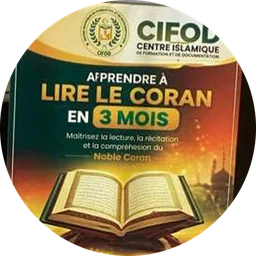 CIFOD
CENTRE ISLAMIQUE
DE FORMATION ET DE DOCUMENTATION
CIFOD
APPRENDRE À
LIRE LE CORAN
EN 3 MOIS
Maîtrisez la lecture, la récitation
et la compréhension du
Noble Coran